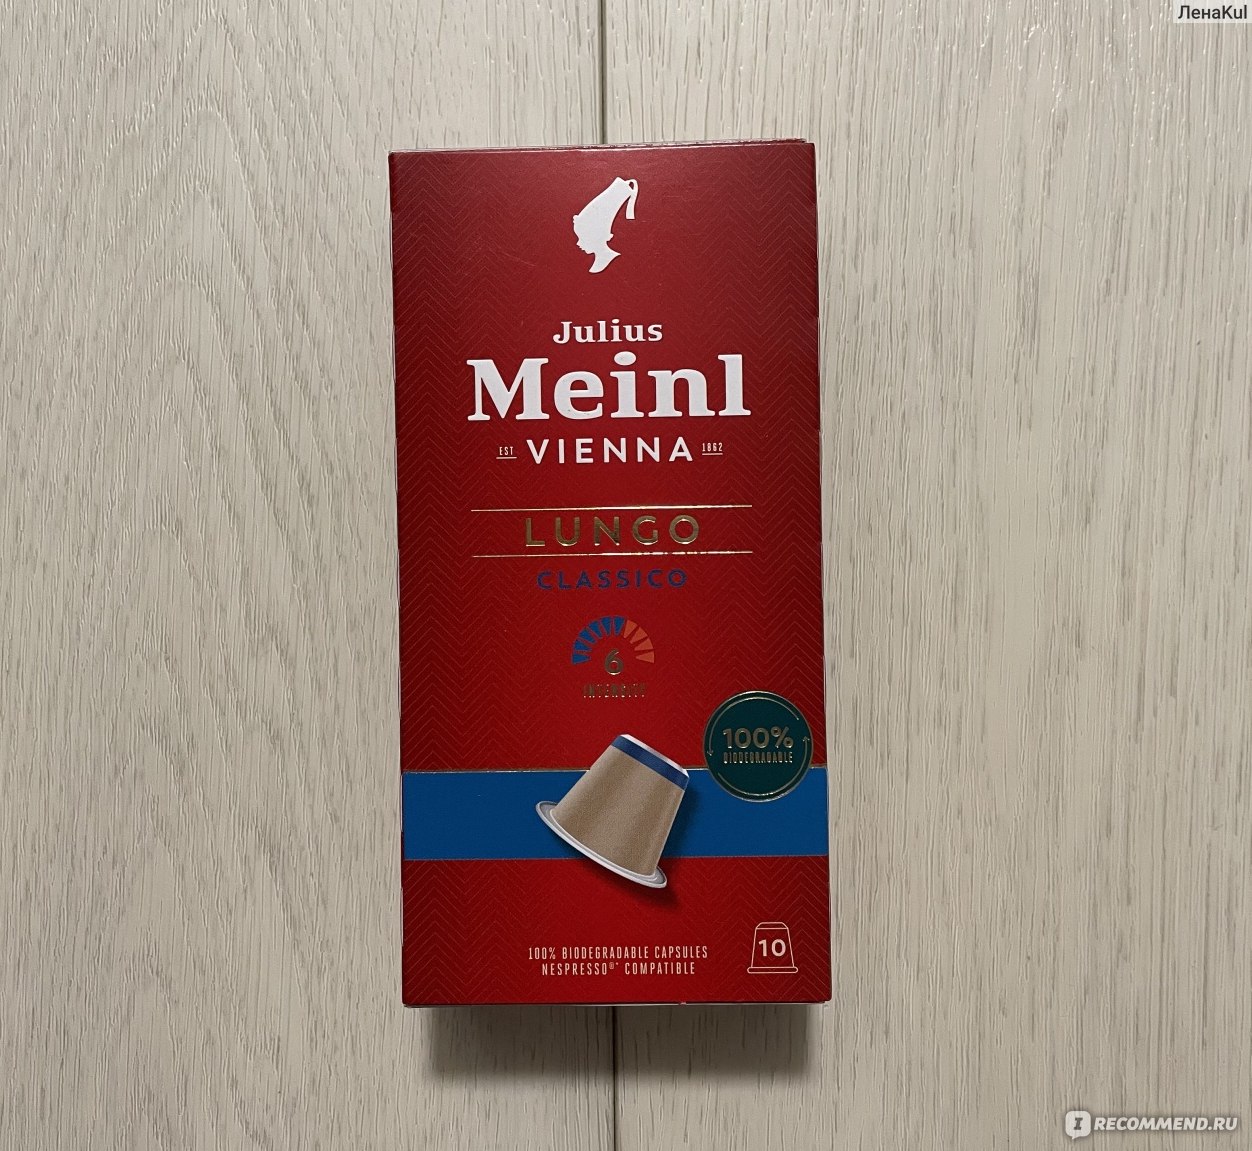 ЛенаKul
Julius
Meinl
EST VIENNA 1862
LUNGO
CLASSICO
6
INTENSITY
100%
BIODEGRADABLE
100% BIODEGRADABLE CAPSULES
NESPRESSO®* COMPATIBLE
10
IRECOMMEND.RU